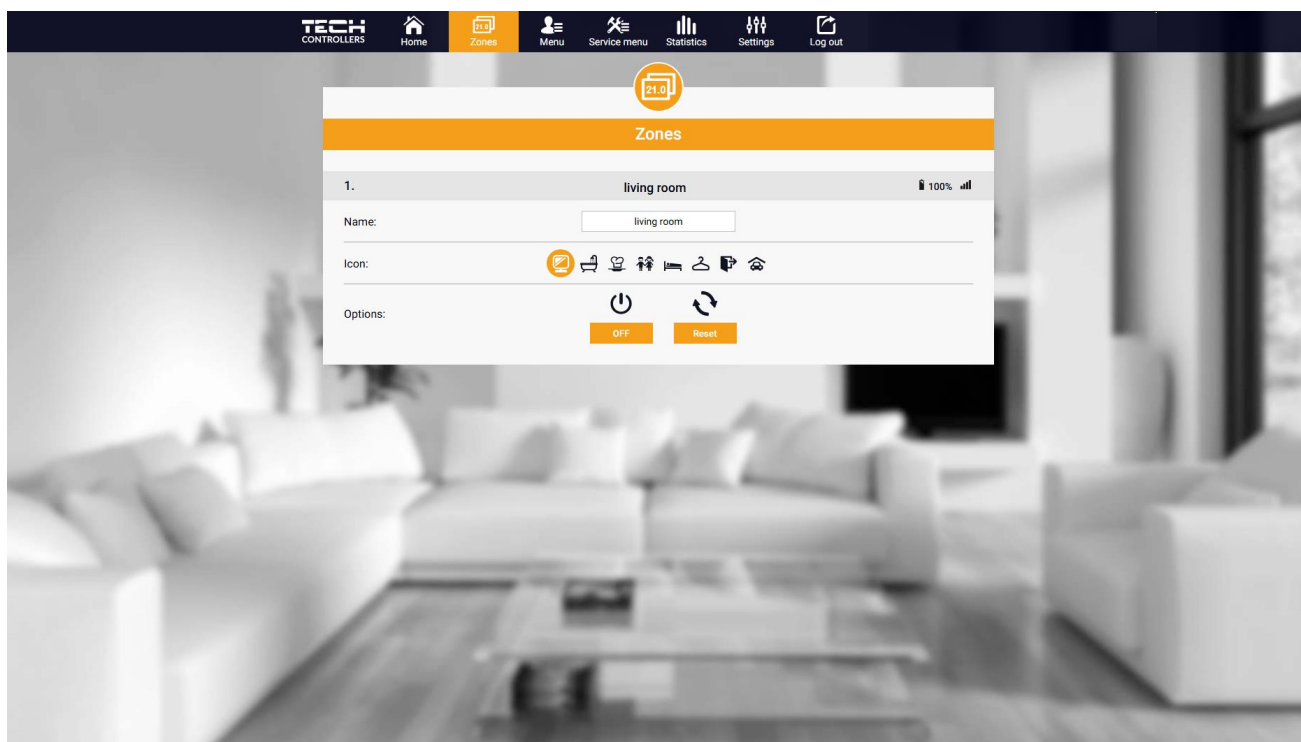 TECH
CONTROLLERS
Home
21.0
Zones
Menu
Service menu
Statistics
Settings
Log out
21.0
Zones
1.
living room
100%
Name:
living room
Icon:
Options:
OFF
Reset